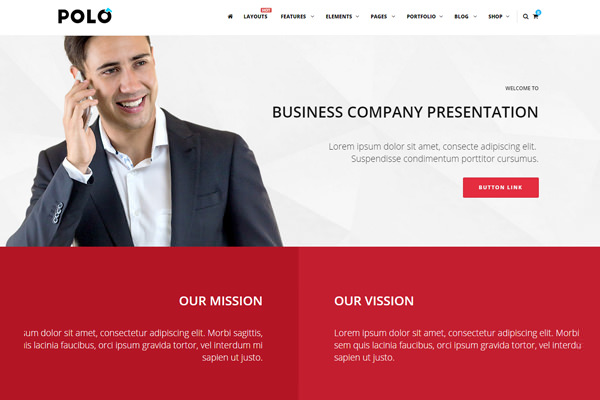 POLO
HOT
LAYOUTS FEATURES ELEMENTS PAGES PORTFOLIO BLOG SHOP
WELCOME TO
BUSINESS COMPANY PRESENTATION
Lorem ipsum dolor sit amet, consecte adipiscing elit.
Suspendisse condimentum porttitor cursumus.
BUTTON LINK
OUR MISSION
sum dolor sit amet, consectetur adipiscing elit. Morbi sagittis,
uis lacinia faucibus, orci ipsum gravida tortor, vel interdum mi
sapien ut justo.
OUR VISSION
Lorem ipsum dolor sit amet, consectetur adipiscing elit. Morbi
sem quis lacinia faucibus, orci ipsum gravida tortor, vel interdu
sapien ut justo.